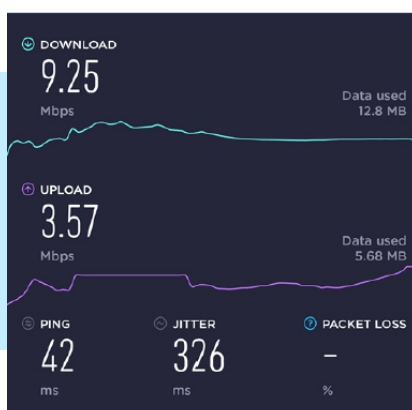 DOWNLOAD
9.25
Mbps
Data used
12.8 MB
UPLOAD
3.57
Mbps
Data used
5.68 MB
PING JITTER PACKET LOSS
42 326 –
ms ms %